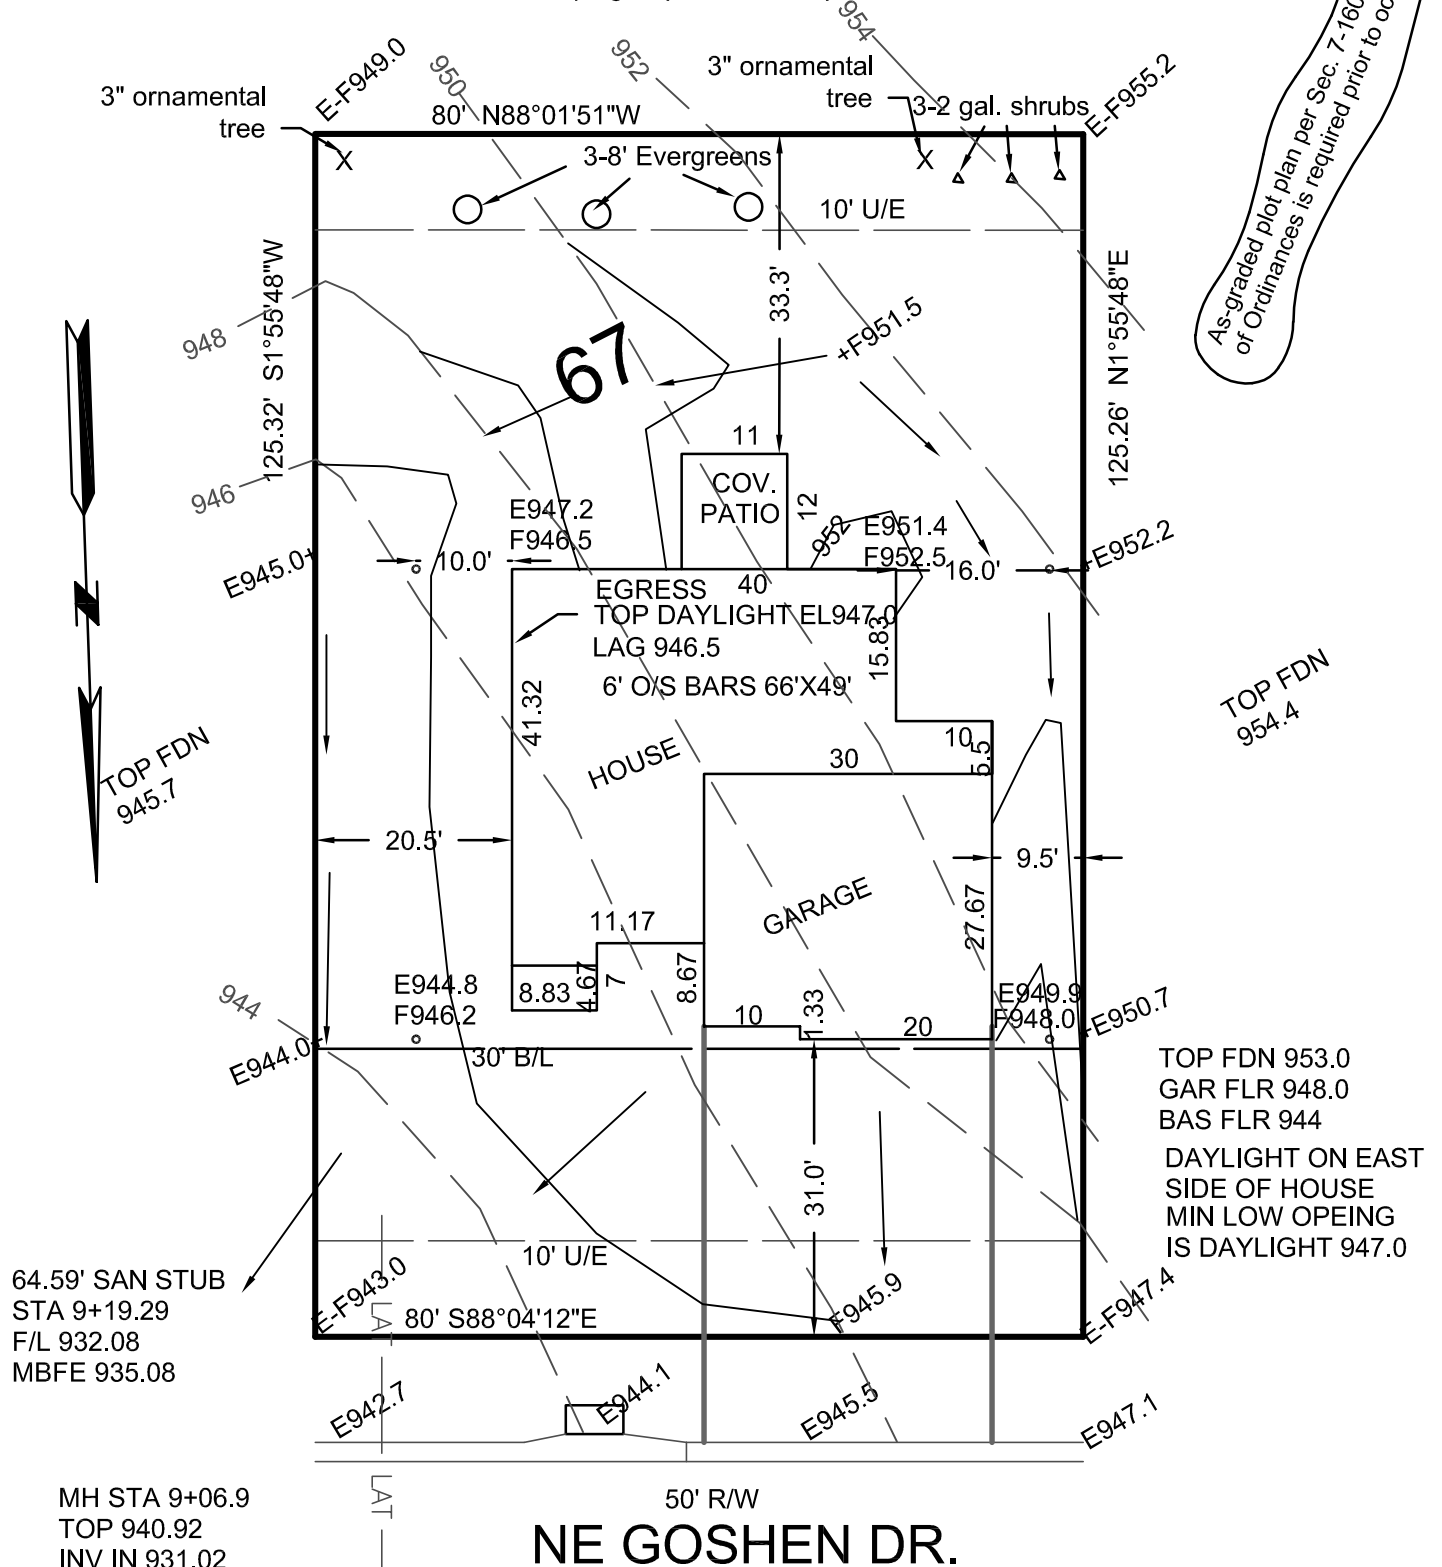 954
952
950
E-F949.0
E-F955.2
3" ornamental
tree
3" ornamental
tree
3-2 gal. shrubs
80' N88°01'51"W
3-8' Evergreens
X
X
10' U/E
As-graded plot plan per Sec. 7-160
of Ordinances is required prior to oc
33.3'
125.32' S1°55'48"W
125.26' N1°55'48"E
948
67
+F951.5
946
11
COV.
PATIO
12
E947.2
F946.5
952
E951.4
F952.5
E945.0+
10.0'
16.0'
+E952.2
EGRESS
40
TOP DAYLIGHT EL947.0
LAG 946.5
15.83
6' O/S BARS 66'X49'
41.32
N
TOP FDN
945.7
TOP FDN
954.4
HOUSE
10
5.5
30
20.5'
9.5'
GARAGE
27.67
11.17
8.83
4.67
7
8.67
E944.8
F946.2
944
10
1.33
20
E949.9
F948.0
+E950.7
E944.0+
30' B/L
TOP FDN 953.0
GAR FLR 948.0
BAS FLR 944
DAYLIGHT ON EAST
SIDE OF HOUSE
MIN LOW OPEING
IS DAYLIGHT 947.0
31.0'
10' U/E
64.59' SAN STUB
STA 9+19.29
F/L 932.08
MBFE 935.08
E-F943.0
LAT
80' S88°04'12"E
F945.9
E-F947.4
E942.7
E944.1
E945.5
E947.1
LAT
MH STA 9+06.9
TOP 940.92
INV IN 931.02
50' R/W
NE GOSHEN DR.